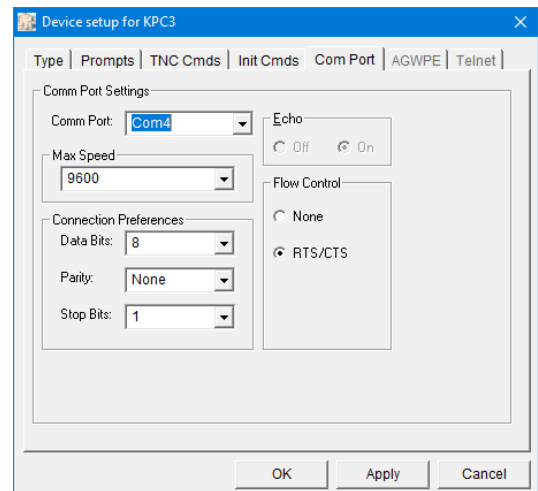 Device setup for KPC3
Type Prompts TNC Cmds Init Cmds Com Port AGWPE Telnet
Comm Port Settings
Comm Port: Com4
Max Speed
9600
Connection Preferences
Data Bits: 8
Parity: None
Stop Bits: 1
Echo
Off On
Flow Control
None
RTS/CTS
OK Apply Cancel